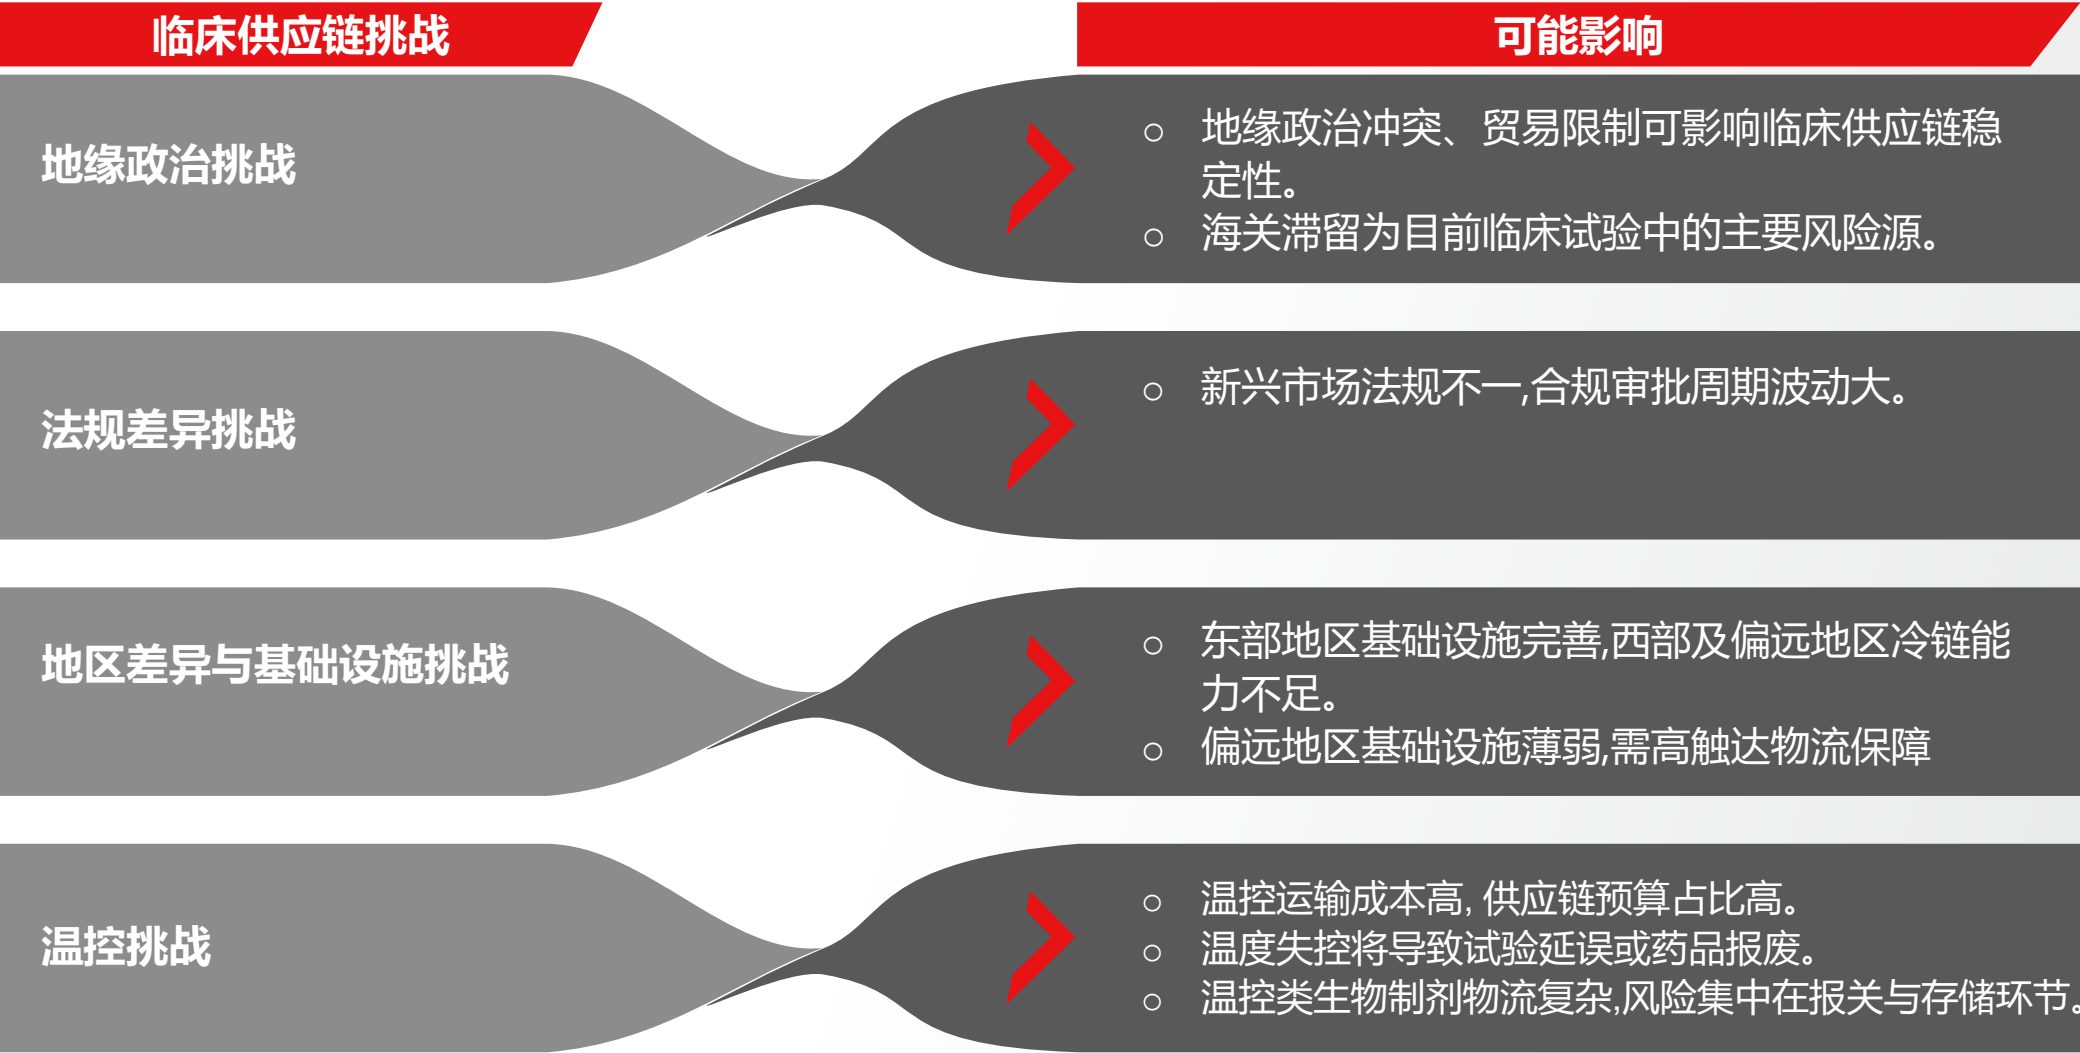 临床供应链挑战
可能影响
地缘政治挑战
○ 地缘政治冲突、贸易限制可影响临床供应链稳
定性。
○ 海关滞留为目前临床试验中的主要风险源。
法规差异挑战
○ 新兴市场法规不一,合规审批周期波动大。
地区差异与基础设施挑战
○ 东部地区基础设施完善,西部及偏远地区冷链能
力不足。
○ 偏远地区基础设施薄弱,需高触达物流保障
温控挑战
○ 温控运输成本高, 供应链预算占比高。
○ 温度失控将导致试验延误或药品报废。
○ 温控类生物制剂物流复杂,风险集中在报关与存储环节。